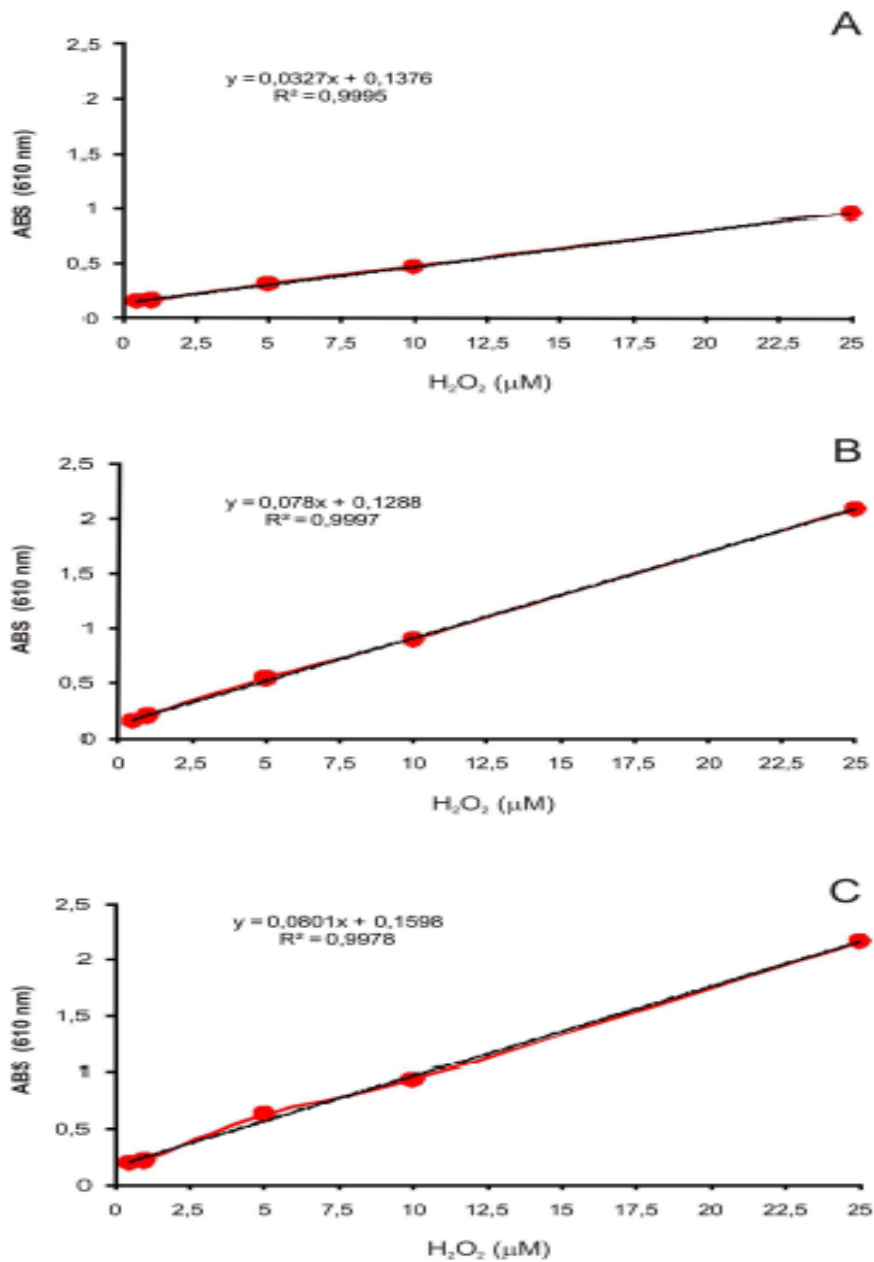 A
2,5
y = 0,0327x + 0,1376
R² = 0,9995
2
1,5
ABS (610 nm)
1
0,5
0
0 2,5 5 7,5 10 12,5 15 17,5 20 22,5 25
H₂O₂ (µM)
B
2,5
y = 0,078x + 0,1288
R² = 0,9997
2
1,5
ABS (610 nm)
1
0,5
0
0 2,5 5 7,5 10 12,5 15 17,5 20 22,5 25
H₂O₂ (µM)
C
2,5
y = 0,0801x + 0,1598
R² = 0,9978
2
1,5
ABS (610 nm)
1
0,5
0
0 2,5 5 7,5 10 12,5 15 17,5 20 22,5 25
H₂O₂ (µM)